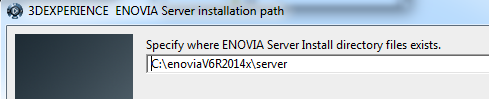 3DEXPERIENCE ENOVIA Server installation path
Specify where ENOVIA Server Install directory files exists.
C:\enoviaV6R2014x\server